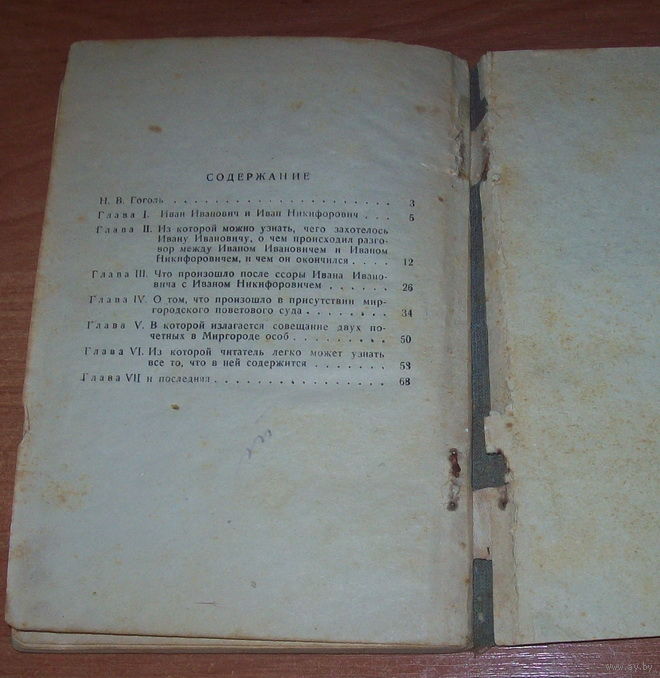 СОДЕРЖАНИЕ
Н. В. Гоголь . . . . . . . . . . . . . . . . . . . . 3
Глава I. Иван Иванович и Иван Никифорович . . . 5
Глава II. Из которой можно узнать, чего захотелось
Ивану Ивановичу, о чем происходил разго-
вор между Иваном Ивановичем и Иваном
Никифоровичем, и чем он окончился . . . . 12
Глава III. Что произошло после ссоры Ивана Ивано-
вича с Иваном Никифоровичем . . . . . . . 26
Глава IV. О том, что произошло в присутствии мир-
городского поветового суда . . . . . . . . . 34
Глава V. В которой излагается совещание двух по-
четных в Миргороде особ . . . . . . . . . . 50
Глава VI. Из которой читатель легко может узнать
все то, что в ней содержится . . . . . . . . 58
Глава VII и последняя . . . . . . . . . . . . . . . . 68
www.ay.by